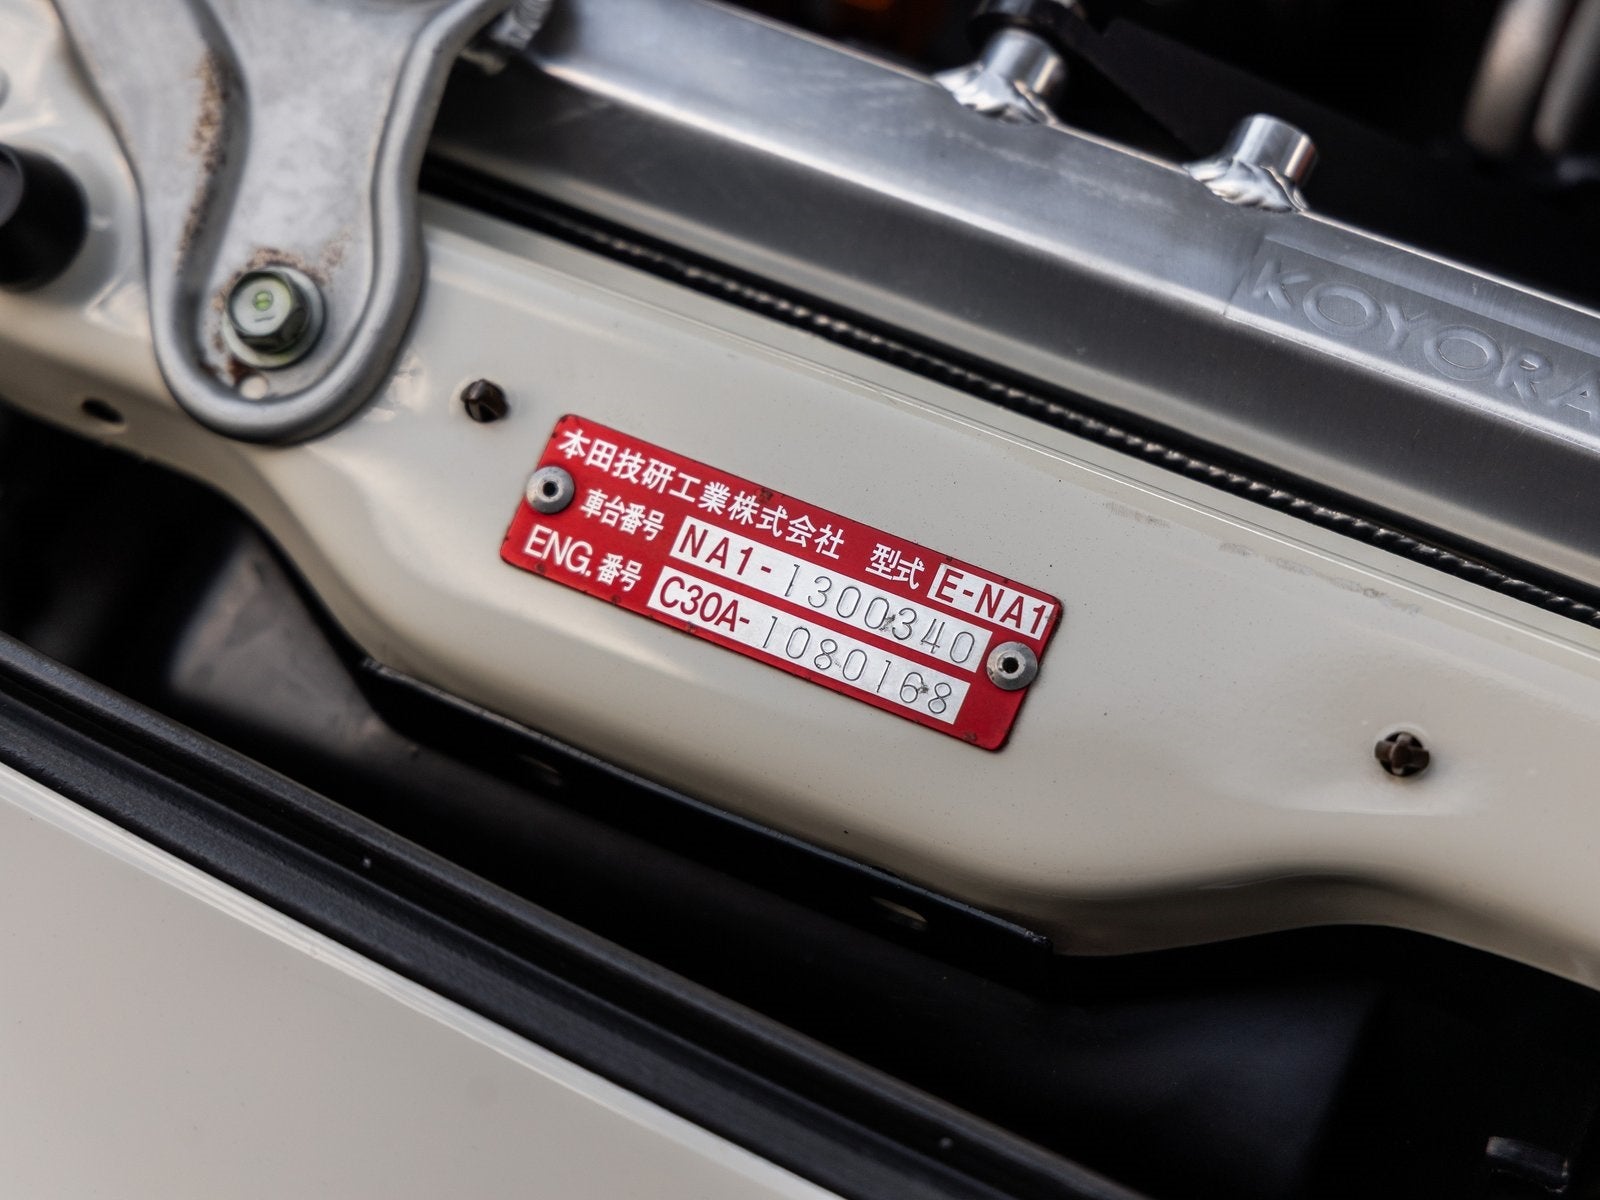 KOYORA
本田技研工業株式会社 型式 E-NA1
車台番号 NA1-1300340
ENG.番号 C30A-1080168